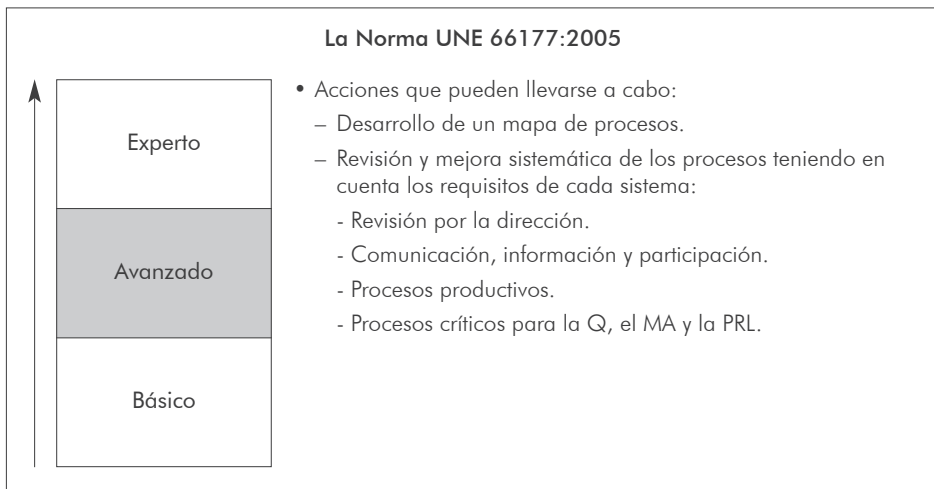 La Norma UNE 66177:2005
Experto
Avanzado
Básico
• Acciones que pueden llevarse a cabo:
– Desarrollo de un mapa de procesos.
– Revisión y mejora sistemática de los procesos teniendo en
cuenta los requisitos de cada sistema:
- Revisión por la dirección.
- Comunicación, información y participación.
- Procesos productivos.
- Procesos críticos para la Q, el MA y la PRL.